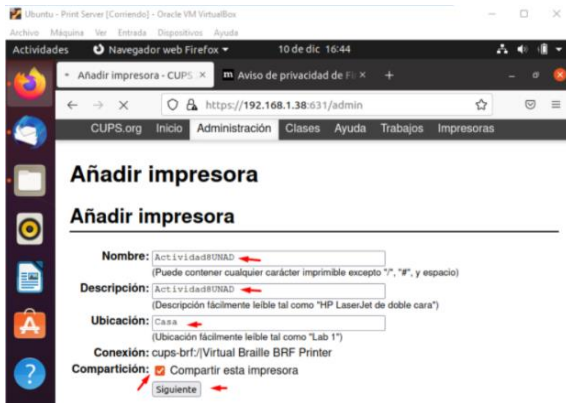 Ubuntu - Print Server [Corriendo] - Oracle VM VirtualBox
Archivo Máquina Ver Entrada Dispositivos Ayuda
Actividades Navegador web Firefox 10 de dic 16:44
Añadir impresora - CUPS Aviso de privacidad de Fi
https://192.168.1.38:631/admin
CUPS.org Inicio Administración Clases Ayuda Trabajos Impresoras
Añadir impresora
Añadir impresora
Nombre: Actividad8UNAD
(Puede contener cualquier carácter imprimible excepto "/", "#", y espacio)
Descripción: Actividad8UNAD
(Descripción fácilmente leíble tal como "HP LaserJet de doble cara")
Ubicación: Casa
(Ubicación fácilmente leíble tal como "Lab 1")
Conexión: cups-brf:/|Virtual Braille BRF Printer
Compartición: Compartir esta impresora
Siguiente